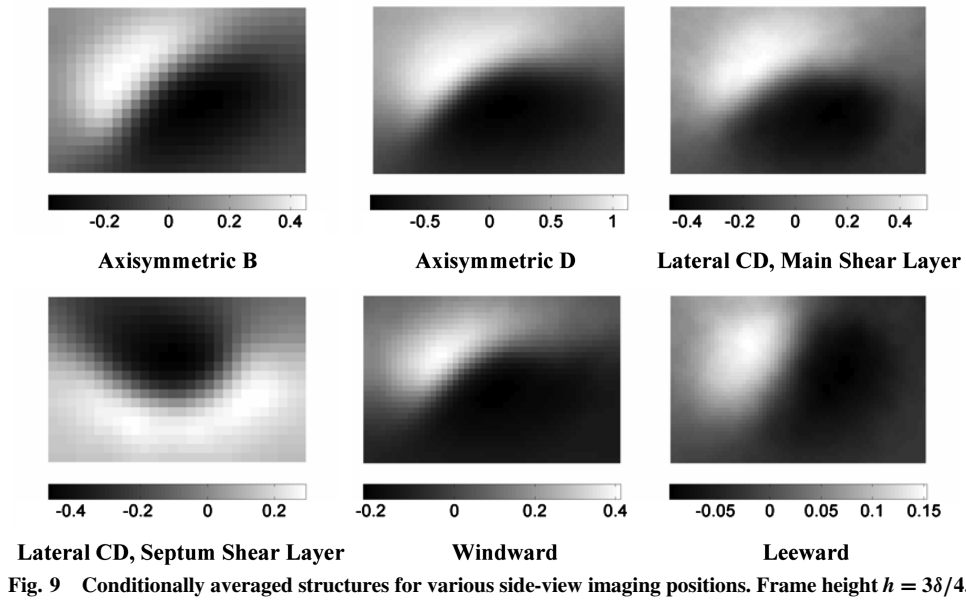 -0.2 0 0.2 0.4
-0.5 0 0.5 1
-0.4 -0.2 0 0.2 0.4
Axisymmetric B
Axisymmetric D
Lateral CD, Main Shear Layer
-0.4 -0.2 0 0.2
-0.2 0 0.2 0.4
-0.05 0 0.05 0.1 0.15
Lateral CD, Septum Shear Layer
Windward
Leeward
Fig. 9 Conditionally averaged structures for various side-view imaging positions. Frame height h = 3δ/4.